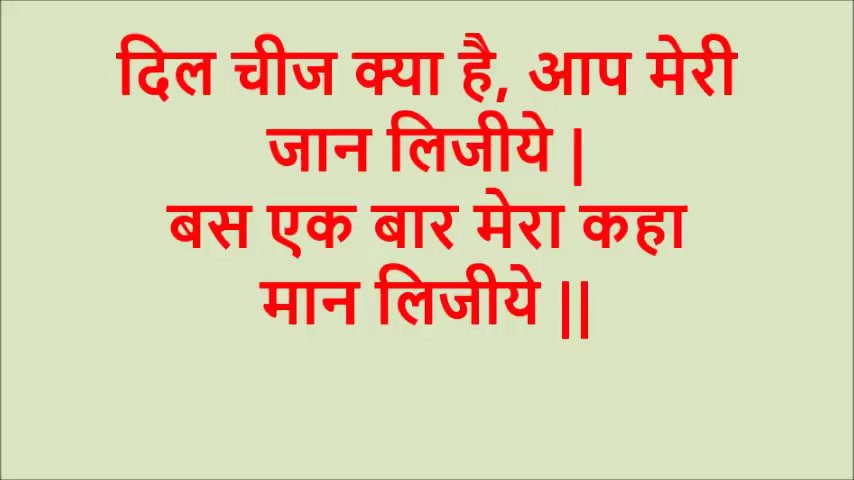 दिल चीज क्या है, आप मेरी
जान लिजीये |
बस एक बार मेरा कहा
मान लिजीये ||